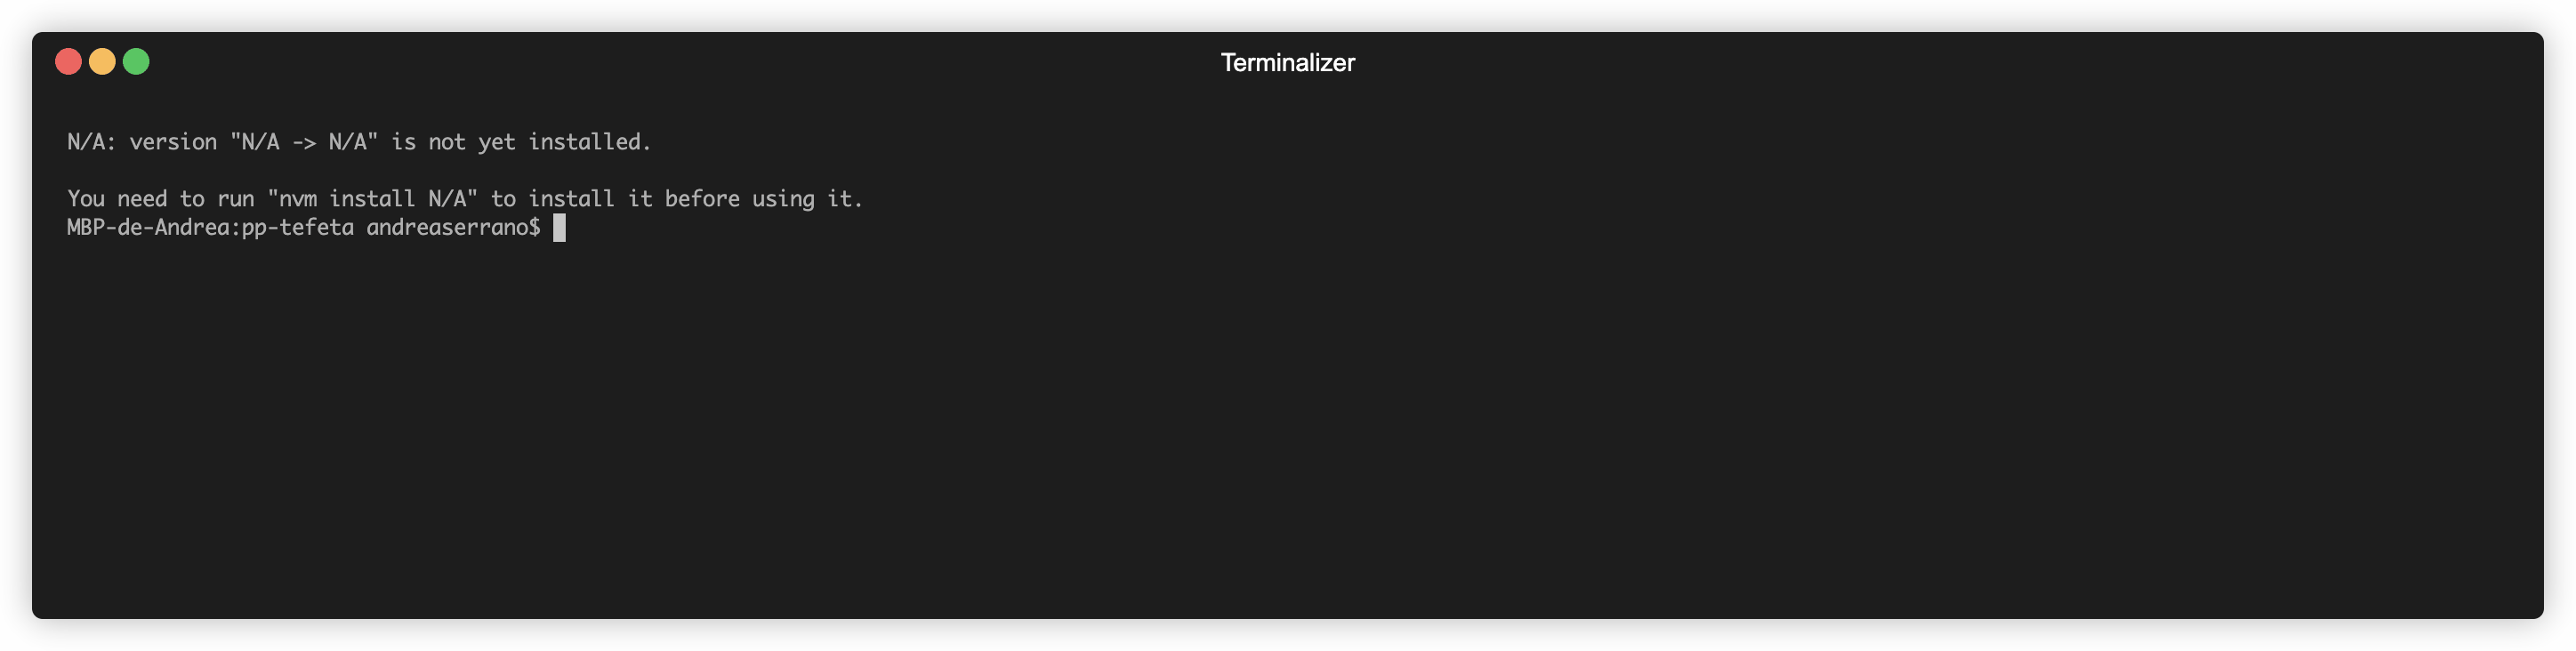 Terminalizer
N/A: version "N/A -> N/A" is not yet installed.
You need to run "nvm install N/A" to install it before using it.
MBP-de-Andrea:pp-tefeta andreaserrano$